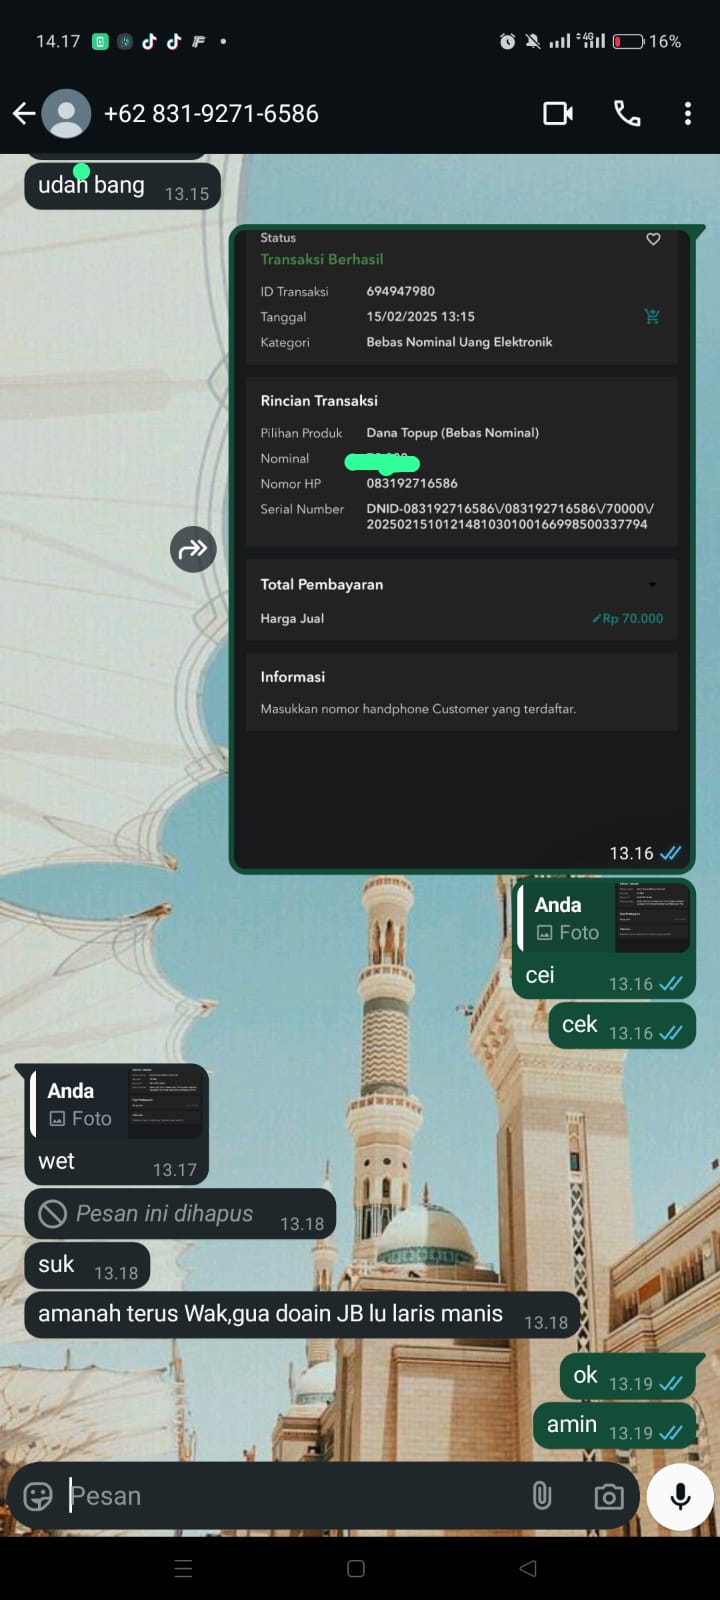 14.17
4G
16%
+62 831-9271-6586
udah bang 13.15
Status
Transaksi Berhasil
ID Transaksi 694947980
Tanggal 15/02/2025 13:15
Kategori Bebas Nominal Uang Elektronik
Rincian Transaksi
Pilihan Produk Dana Topup (Bebas Nominal)
Nominal
Nomor HP 083192716586
Serial Number DNID-083192716586\/083192716586\/70000\/
2025021510121481030100166998500337794
Total Pembayaran
Harga Jual Rp 70.000
Informasi
Masukkan nomor handphone Customer yang terdaftar.
13.16
Anda
Foto
cei 13.16
cek 13.16
Anda
Foto
wet 13.17
Pesan ini dihapus 13.18
suk 13.18
amanah terus Wak,gua doain JB lu laris manis 13.18
ok 13.19
amin 13.19
Pesan